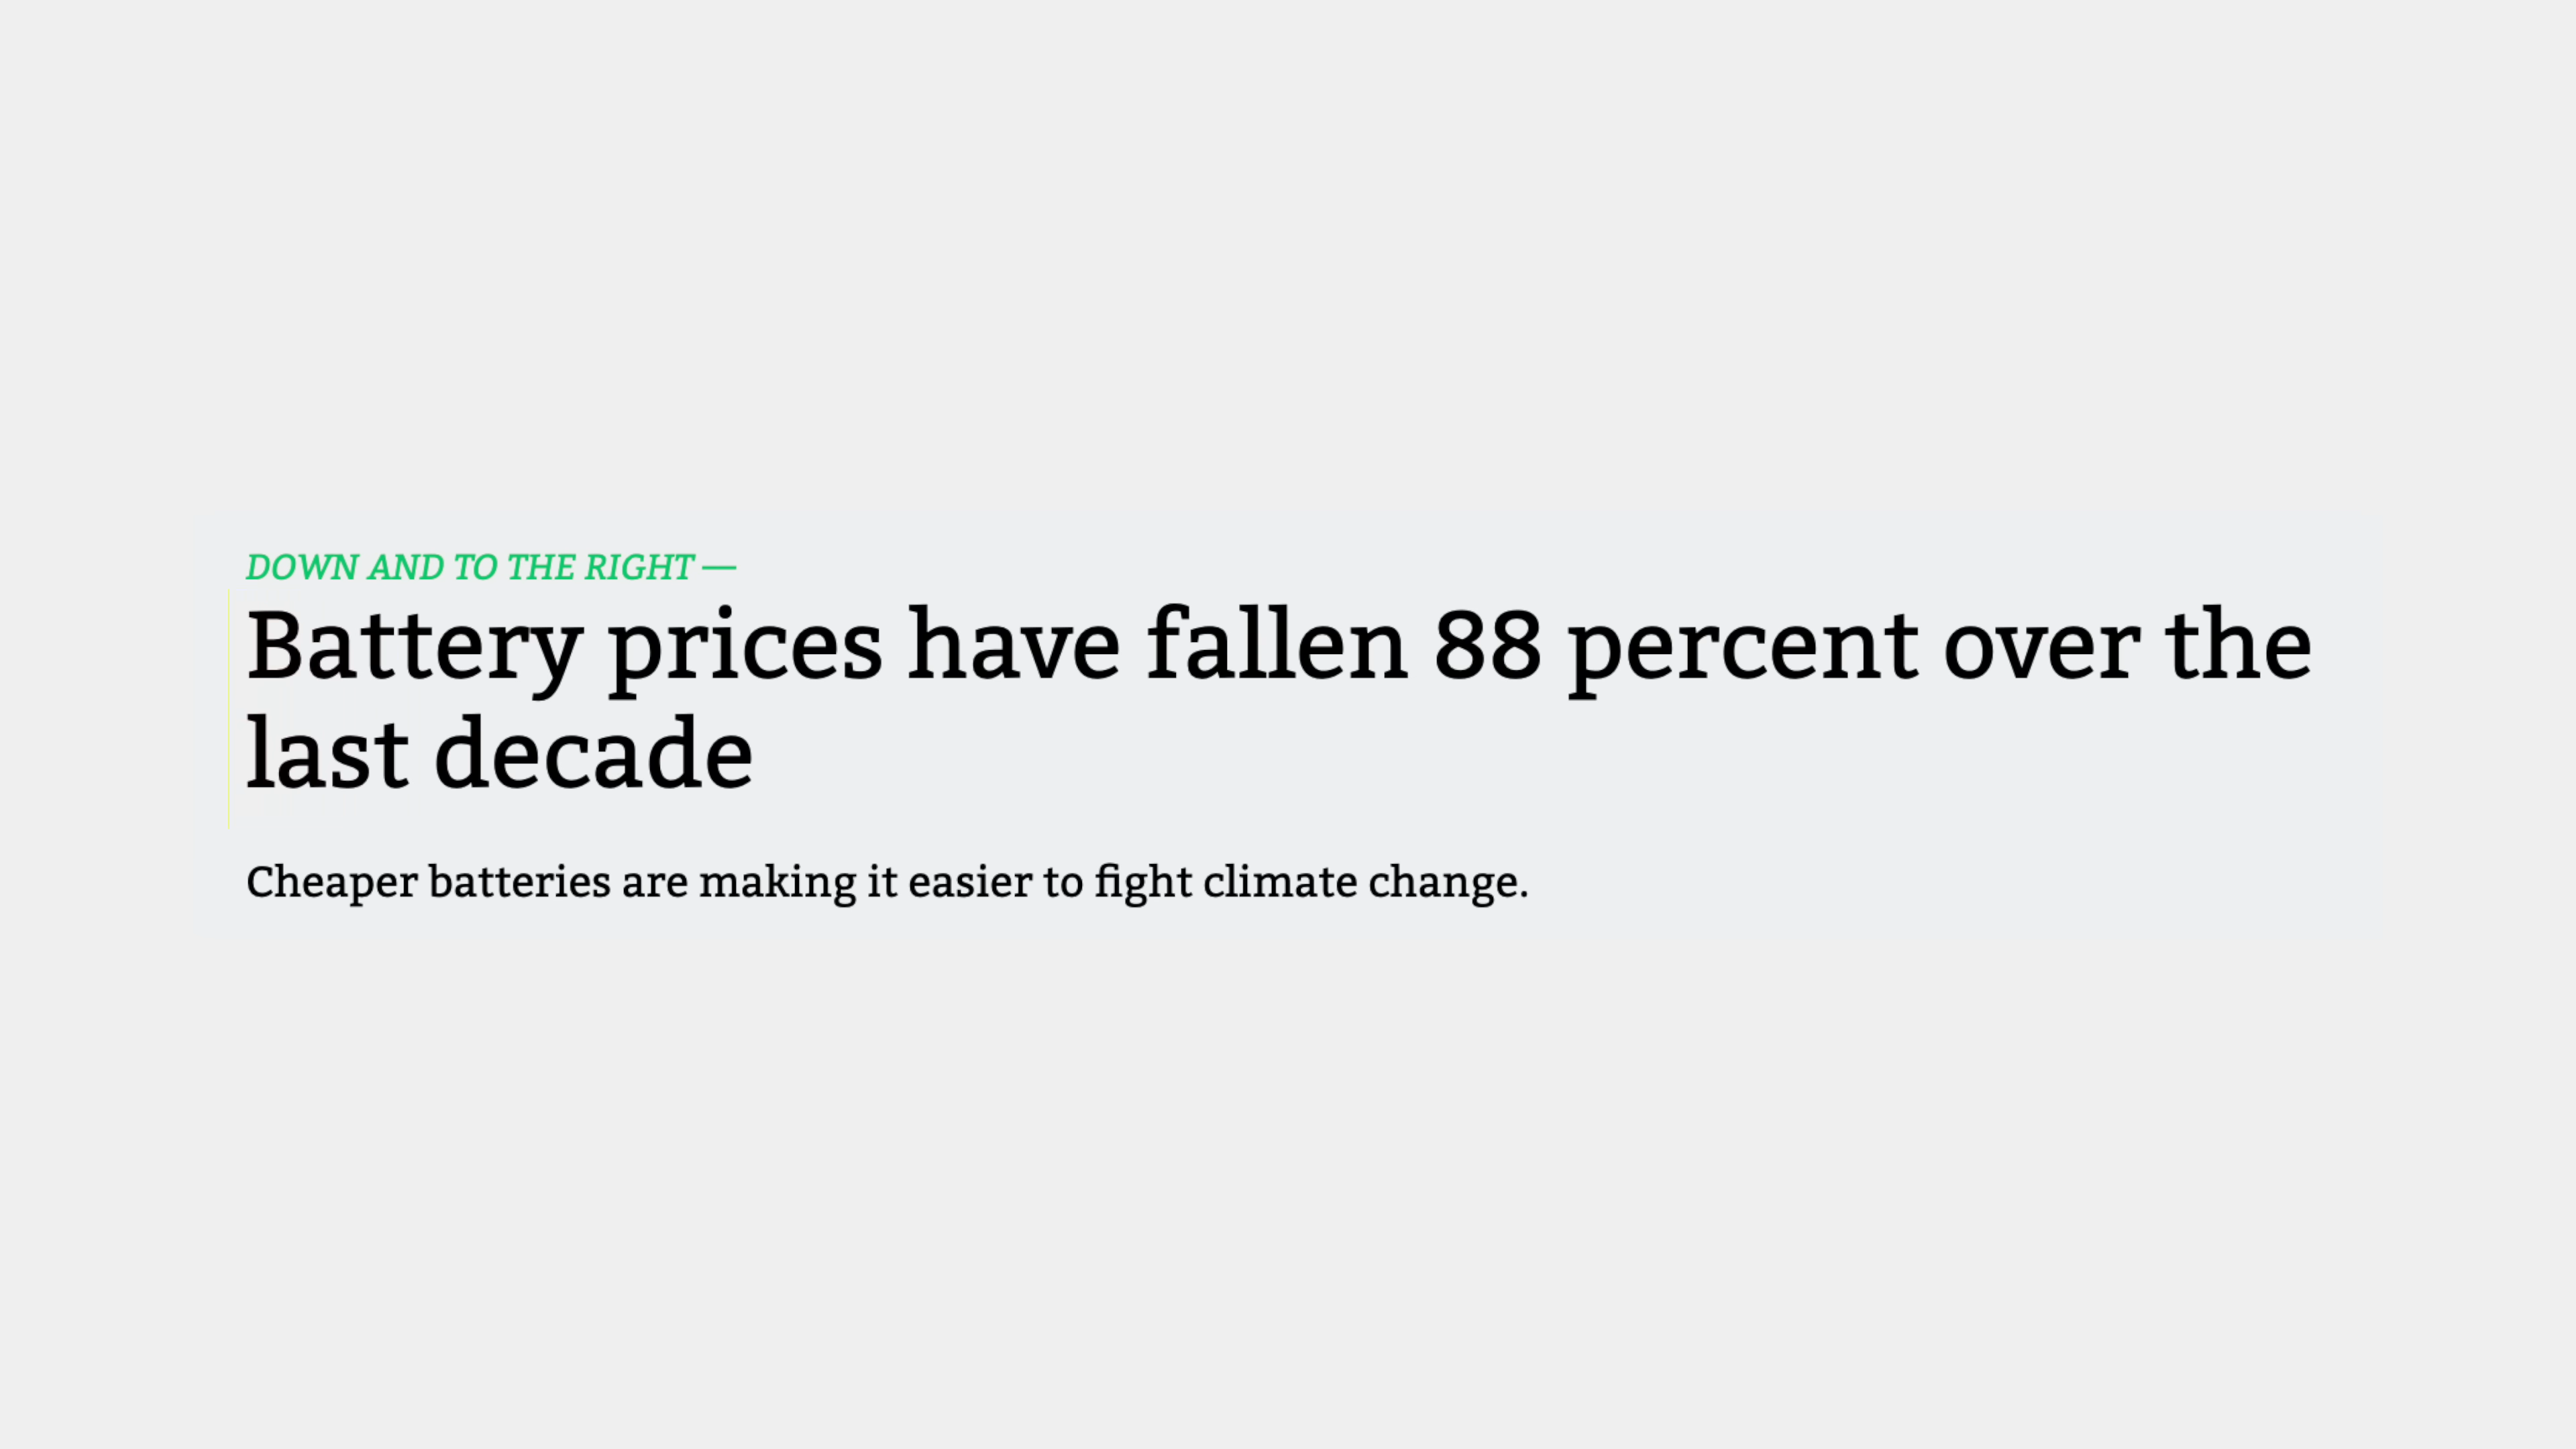 DOWN AND TO THE RIGHT —
Battery prices have fallen 88 percent over the
last decade
Cheaper batteries are making it easier to fight climate change.